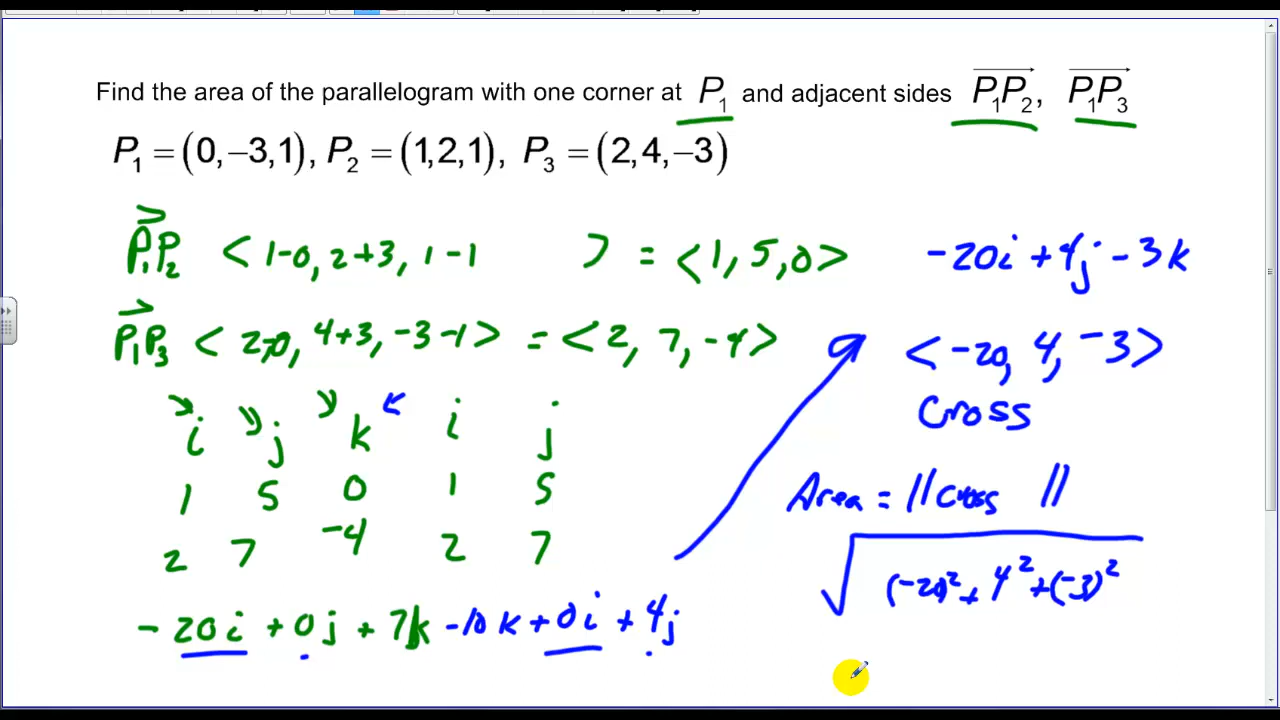 Find the area of the parallelogram with one corner at P₁ and adjacent sides P₁P₂, P₁P₃
P₁ = (0,−3,1), P₂ = (1,2,1), P₃ = (2,4,−3)
P₁P₂ <1-0, 2+3, 1-1 > = <1, 5, 0>
P₁P₃ <2-0, 4+3, -3-1> = <2, 7, -4>
i j k i j
1 5 0 1 5
2 7 -4 2 7
-20i + 0j + 7k -10k + 0i + 4j
-20i + 4j - 3k
<-20, 4, -3>
Cross
Area = ||Cross ||
√(-20)² + 4² + (-3)²